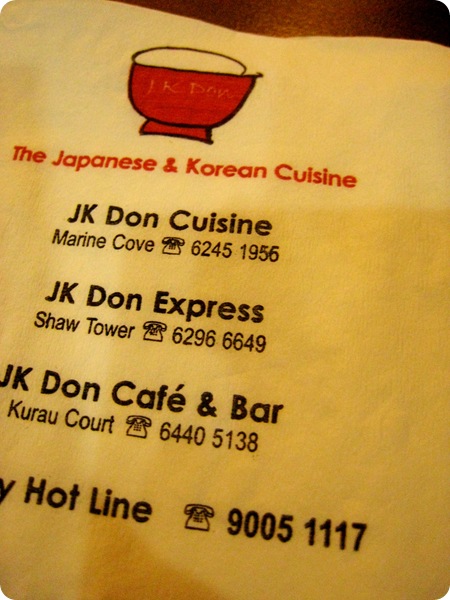 JK Don
The Japanese & Korean Cuisine
JK Don Cuisine
Marine Cove ☎ 6245 1956
JK Don Express
Shaw Tower ☎ 6296 6649
JK Don Café & Bar
Kurau Court ☎ 6440 5138
y Hot Line ☎ 9005 1117